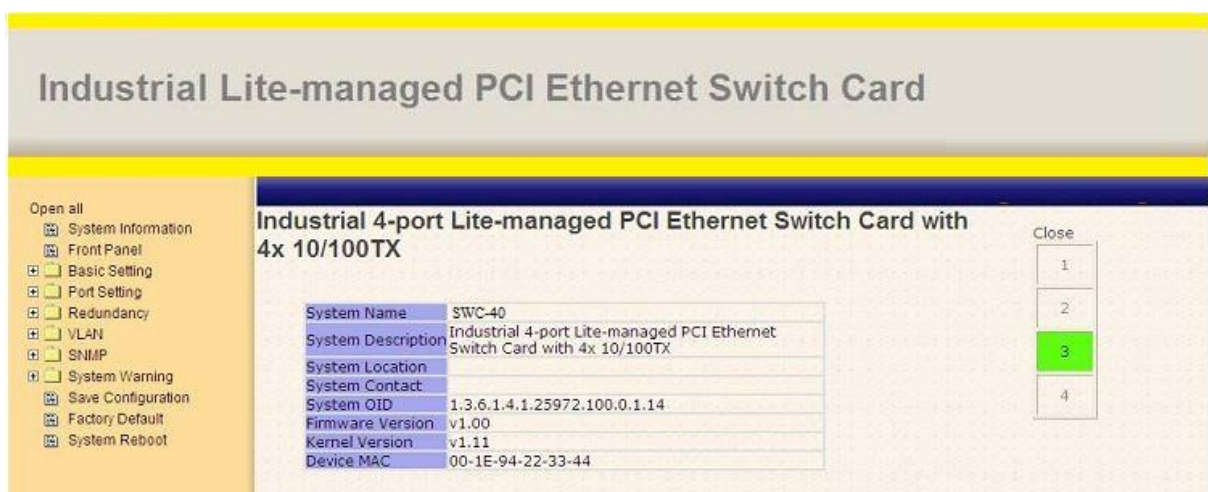 Industrial Lite-managed PCI Ethernet Switch Card
Open all
System Information
Front Panel
Basic Setting
Port Setting
Redundancy
VLAN
SNMP
System Warning
Save Configuration
Factory Default
System Reboot
Industrial 4-port Lite-managed PCI Ethernet Switch Card with
4x 10/100TX
System Name SWC-40
System Description Industrial 4-port Lite-managed PCI Ethernet
Switch Card with 4x 10/100TX
System Location
System Contact
System OID 1.3.6.1.4.1.25972.100.0.1.14
Firmware Version v1.00
Kernel Version v1.11
Device MAC 00-1E-94-22-33-44
Close
1
2
3
4